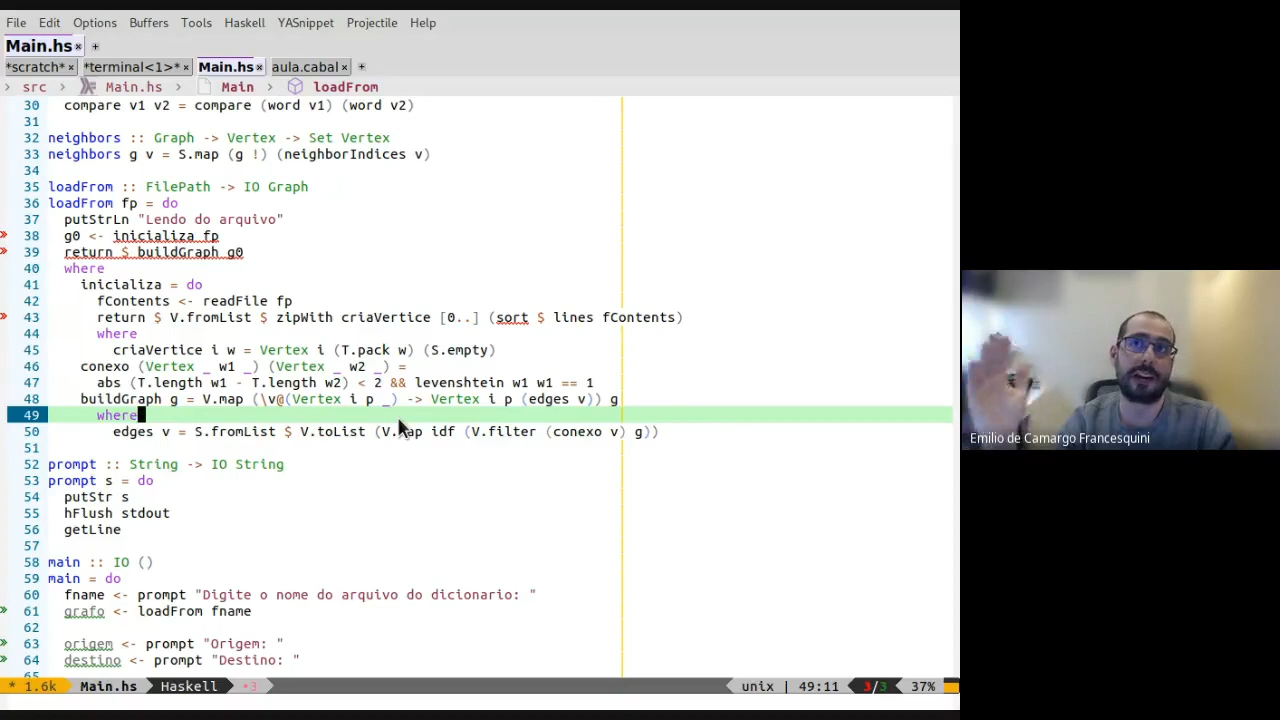 File Edit Options Buffers Tools Haskell YASnippet Projectile Help
Main.hs
*scratch* *terminal<1>* Main.hs aula.cabal
src Main.hs Main loadFrom
30 compare v1 v2 = compare (word v1) (word v2)
31
32 neighbors :: Graph -> Vertex -> Set Vertex
33 neighbors g v = S.map (g !) (neighborIndices v)
34
35 loadFrom :: FilePath -> IO Graph
36 loadFrom fp = do
37 putStrLn "Lendo do arquivo"
38 g0 <- inicializa fp
39 return $ buildGraph g0
40 where
41 inicializa = do
42 fContents <- readFile fp
43 return $ V.fromList $ zipWith criaVertice [0..] (sort $ lines fContents)
44 where
45 criaVertice i w = Vertex i (T.pack w) (S.empty)
46 conexo (Vertex _ w1 _) (Vertex _ w2 _) =
47 abs (T.length w1 - T.length w2) < 2 && levenshtein w1 w1 == 1
48 buildGraph g = V.map (\v@(Vertex i p _) -> Vertex i p (edges v)) g
49 where
50 edges v = S.fromList $ V.toList (V.map idf (V.filter (conexo v) g))
51
52 prompt :: String -> IO String
53 prompt s = do
54 putStr s
55 hFlush stdout
56 getLine
57
58 main :: IO ()
59 main = do
60 fname <- prompt "Digite o nome do arquivo do dicionario: "
61 grafo <- loadFrom fname
62
63 origem <- prompt "Origem: "
64 destino <- prompt "Destino: "
65
* 1.6k Main.hs Haskell •3 unix | 49:11 3/3 37%
Emilio de Camargo Francesquini